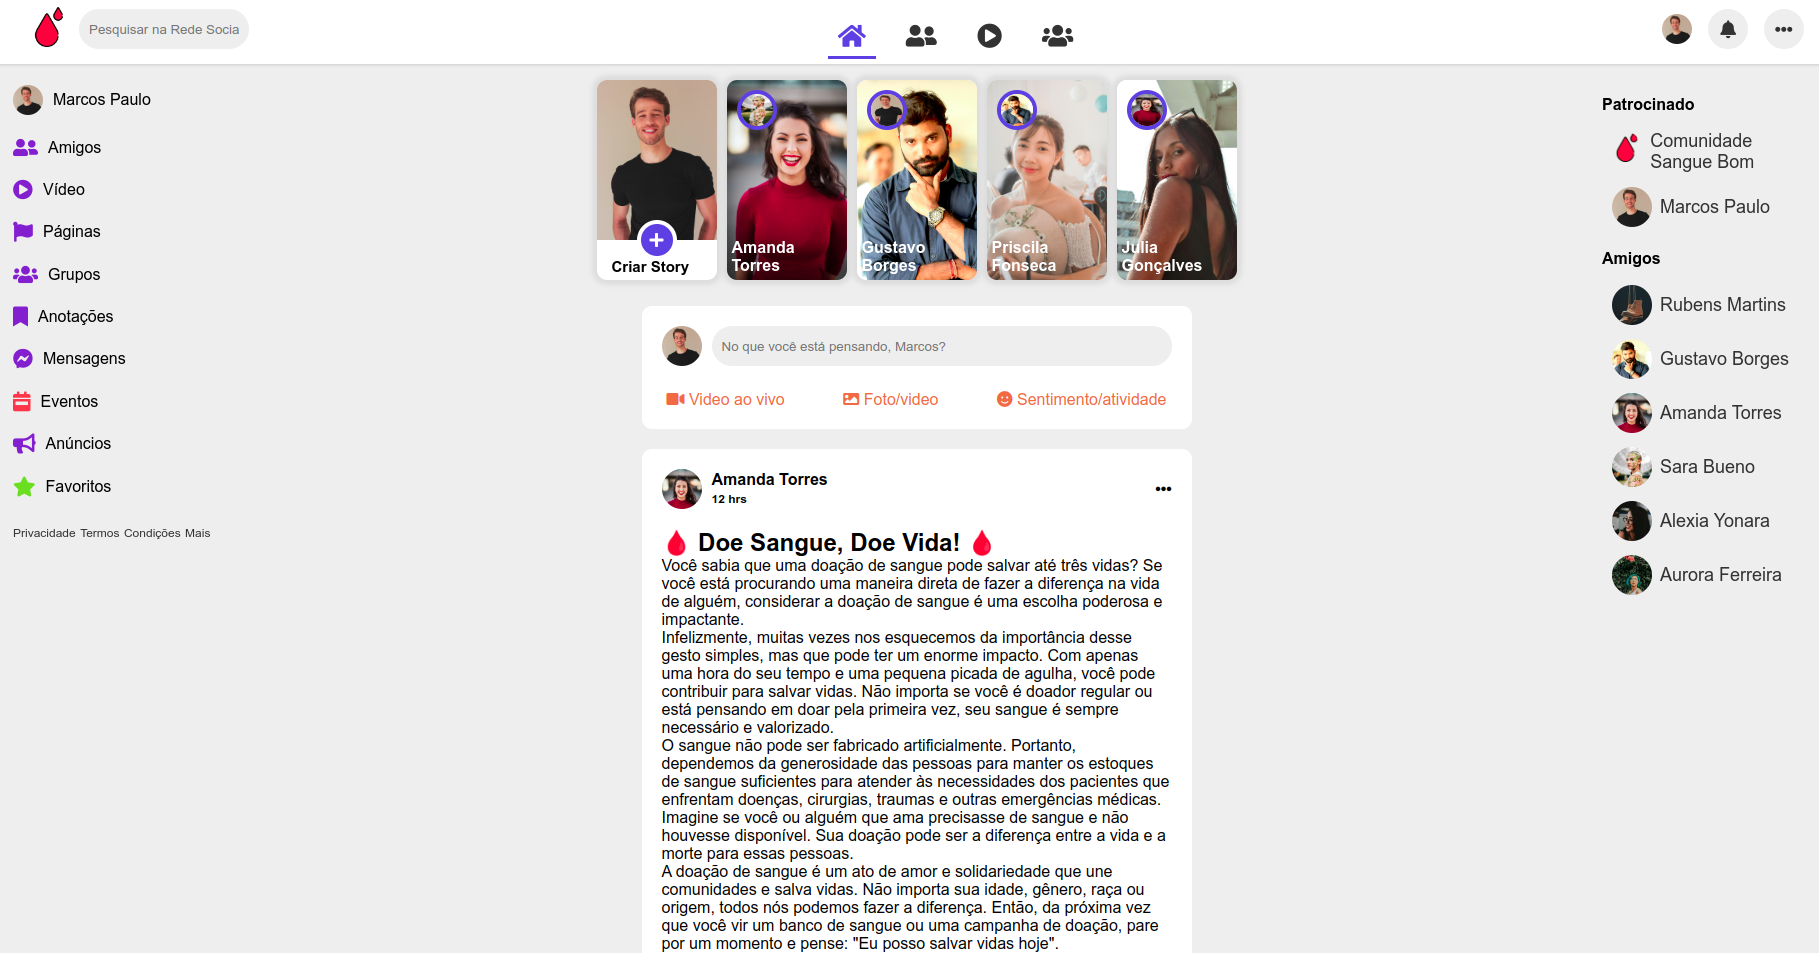 Pesquisar na Rede Socia
Marcos Paulo
Amigos
Vídeo
Páginas
Grupos
Anotações
Mensagens
Eventos
Anúncios
Favoritos
Privacidade Termos Condições Mais
Criar Story
Amanda
Torres
Gustavo
Borges
Priscila
Fonseca
Julia
Gonçalves
No que você está pensando, Marcos?
Video ao vivo
Foto/video
Sentimento/atividade
Amanda Torres
12 hrs
🩸 Doe Sangue, Doe Vida! 🩸
Você sabia que uma doação de sangue pode salvar até três vidas? Se
você está procurando uma maneira direta de fazer a diferença na vida
de alguém, considerar a doação de sangue é uma escolha poderosa e
impactante.
Infelizmente, muitas vezes nos esquecemos da importância desse
gesto simples, mas que pode ter um enorme impacto. Com apenas
uma hora do seu tempo e uma pequena picada de agulha, você pode
contribuir para salvar vidas. Não importa se você é doador regular ou
está pensando em doar pela primeira vez, seu sangue é sempre
necessário e valorizado.
O sangue não pode ser fabricado artificialmente. Portanto,
dependemos da generosidade das pessoas para manter os estoques
de sangue suficientes para atender às necessidades dos pacientes que
enfrentam doenças, cirurgias, traumas e outras emergências médicas.
Imagine se você ou alguém que ama precisasse de sangue e não
houvesse disponível. Sua doação pode ser a diferença entre a vida e a
morte para essas pessoas.
A doação de sangue é um ato de amor e solidariedade que une
comunidades e salva vidas. Não importa sua idade, gênero, raça ou
origem, todos nós podemos fazer a diferença. Então, da próxima vez
que você vir um banco de sangue ou uma campanha de doação, pare
por um momento e pense: "Eu posso salvar vidas hoje".
Patrocinado
Comunidade
Sangue Bom
Marcos Paulo
Amigos
Rubens Martins
Gustavo Borges
Amanda Torres
Sara Bueno
Alexia Yonara
Aurora Ferreira